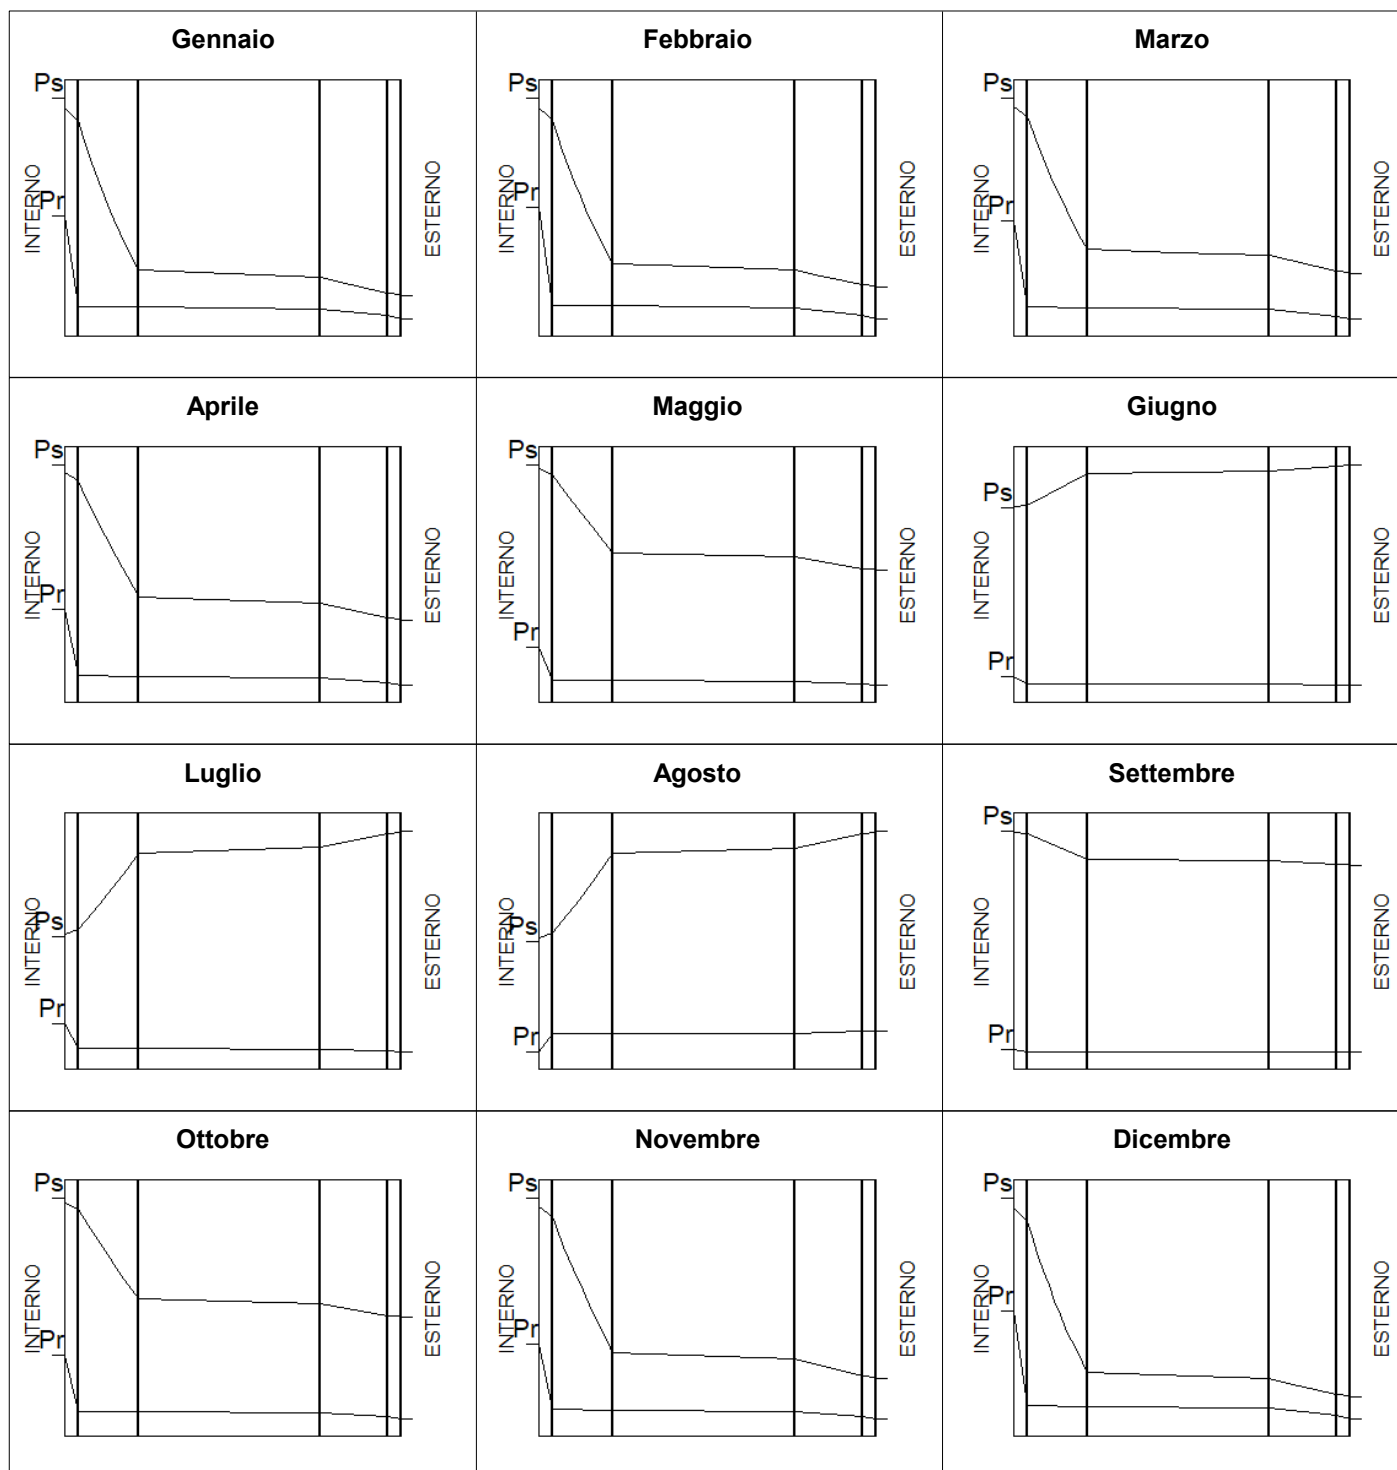 Gennaio
Ps
INTERNO
Pr
ESTERNO
Febbraio
Ps
INTERNO
Pr
ESTERNO
Marzo
Ps
INTERNO
Pr
ESTERNO
Aprile
Ps
INTERNO
Pr
ESTERNO
Maggio
Ps
INTERNO
Pr
ESTERNO
Giugno
Ps
INTERNO
Pr
ESTERNO
Luglio
Ps
INTERNO
Pr
ESTERNO
Agosto
Ps
INTERNO
Pr
ESTERNO
Settembre
Ps
INTERNO
Pr
ESTERNO
Ottobre
Ps
INTERNO
Pr
ESTERNO
Novembre
Ps
INTERNO
Pr
ESTERNO
Dicembre
Ps
INTERNO
Pr
ESTERNO